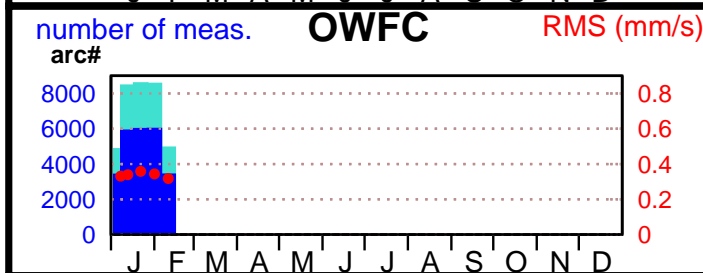 number of meas. OWFC RMS (mm/s)
arc#
8000 0.8
6000 0.6
4000 0.4
2000 0.2
0 0
J F M A M J J A S O N D